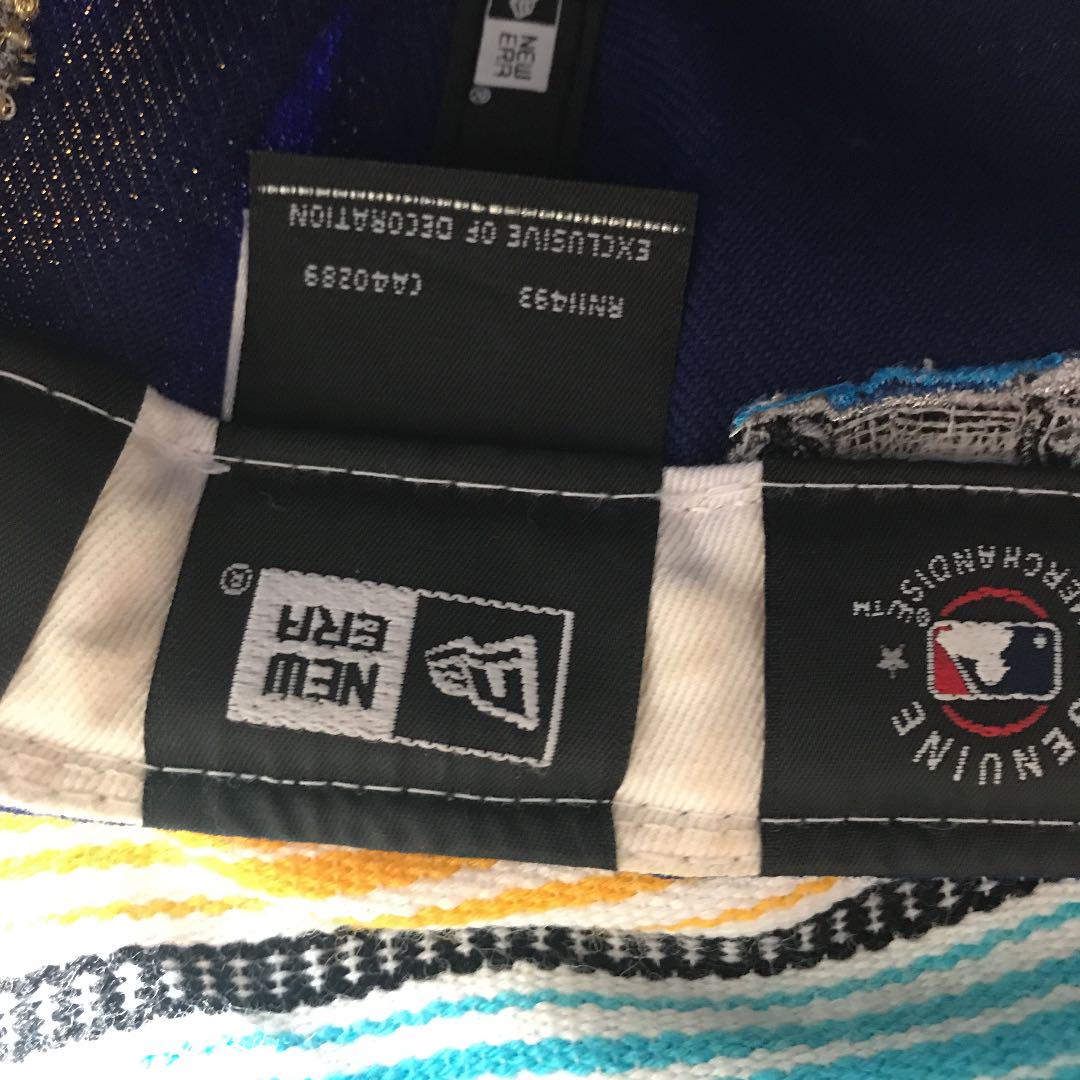 NEW
ERA
®
EXCLUSIVE OF DECORATION
RN11493 CA40289
NEW
ERA
®
GENUINE MERCHANDISE